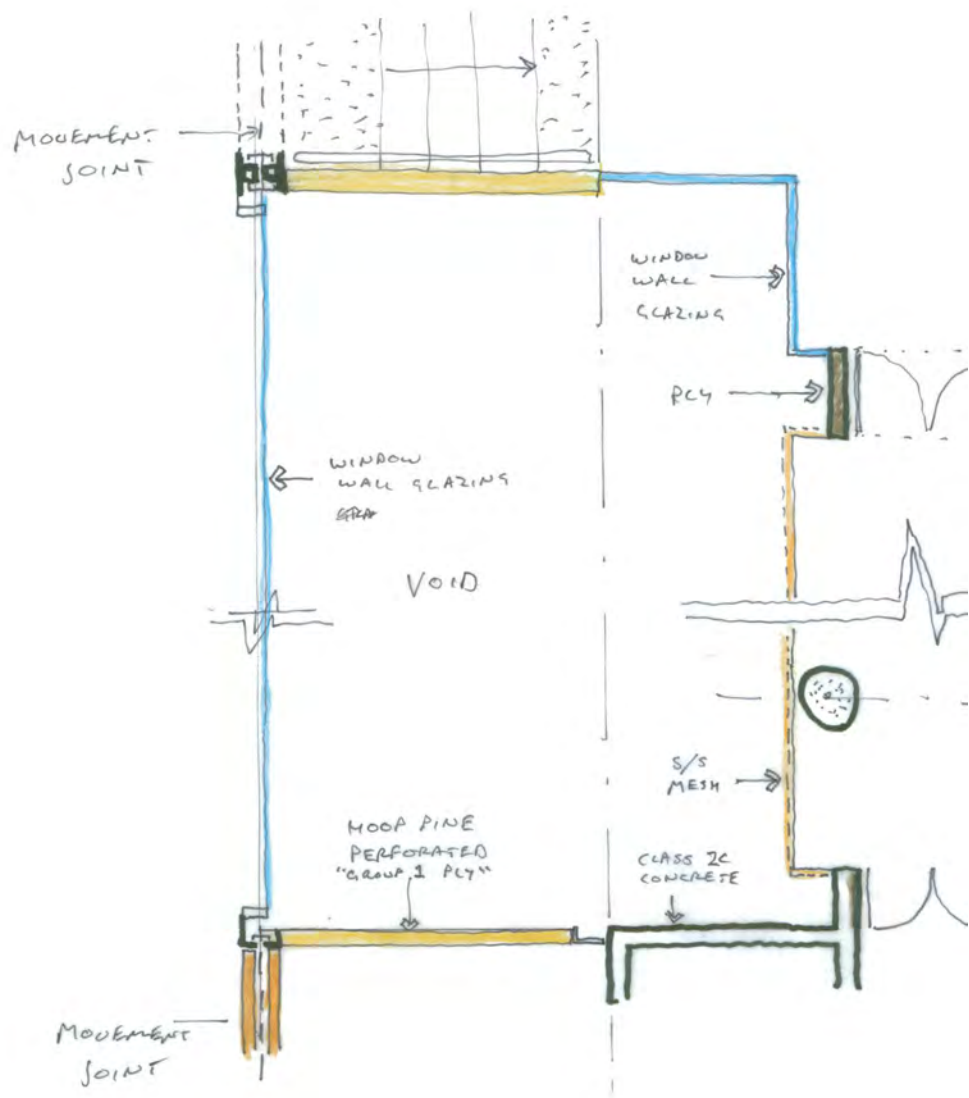 MOVEMENT
JOINT
WINDOW
WALL
GLAZING
PLY
WINDOW
WALL GLAZING
VOID
S/S
MESH
HOOP PINE
PERFORATED
"GROUP 1 PLY"
CLASS 2C
CONCRETE
MOVEMENT
JOINT